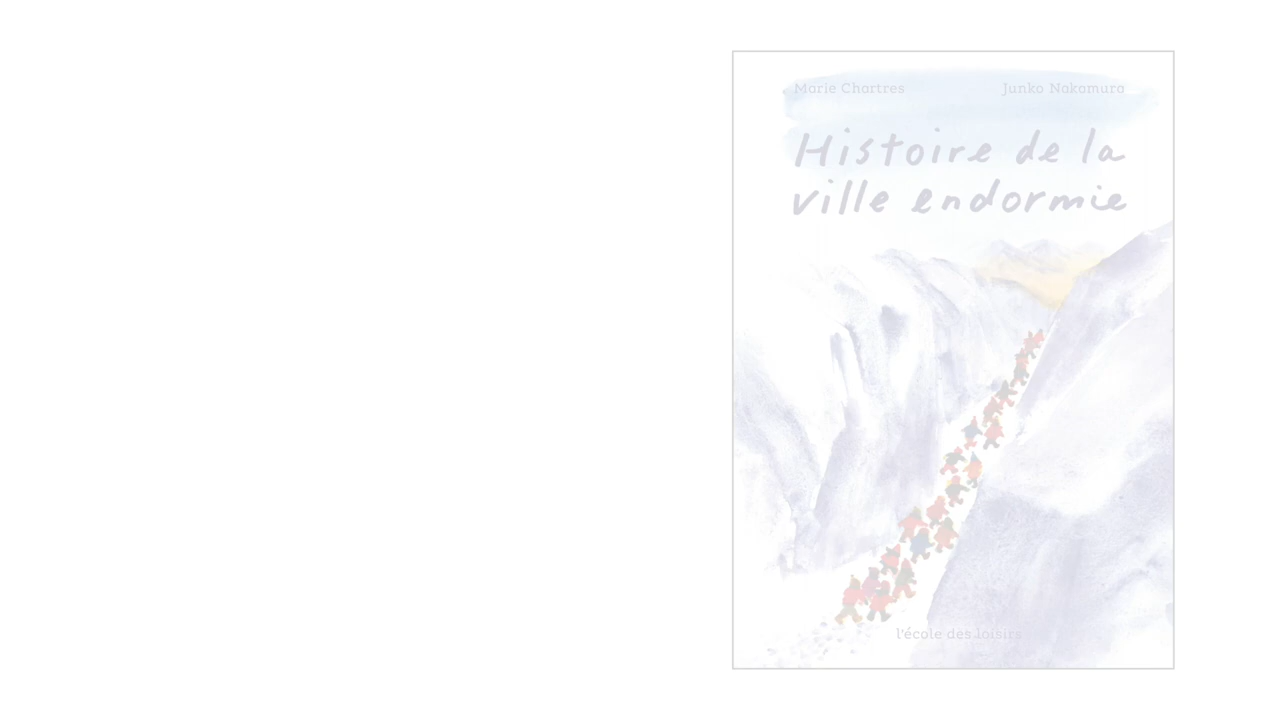 Marie Chartres Junko Nakamura
Histoire de la
ville endormie
l'école des loisirs